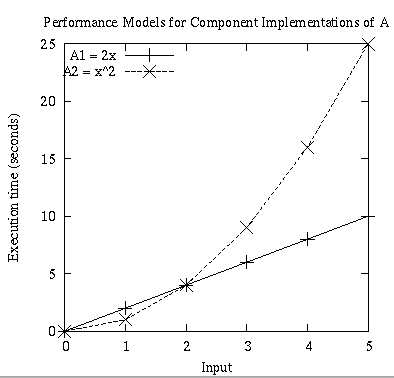 Performance Models for Component Implementations of A
A1 = 2x
A2 = x^2
25
20
15
10
5
0
0 1 2 3 4 5
Execution time (seconds)
Input